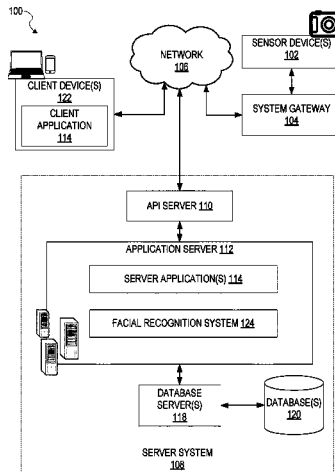 100
NETWORK
106
SENSOR DEVICE(S)
102
CLIENT DEVICE(S)
122
CLIENT
APPLICATION
114
SYSTEM GATEWAY
104
API SERVER 110
APPLICATION SERVER 112
SERVER APPLICATION(S) 114
FACIAL RECOGNITION SYSTEM 124
DATABASE
SERVER(S)
118
DATABASE(S)
120
SERVER SYSTEM
108